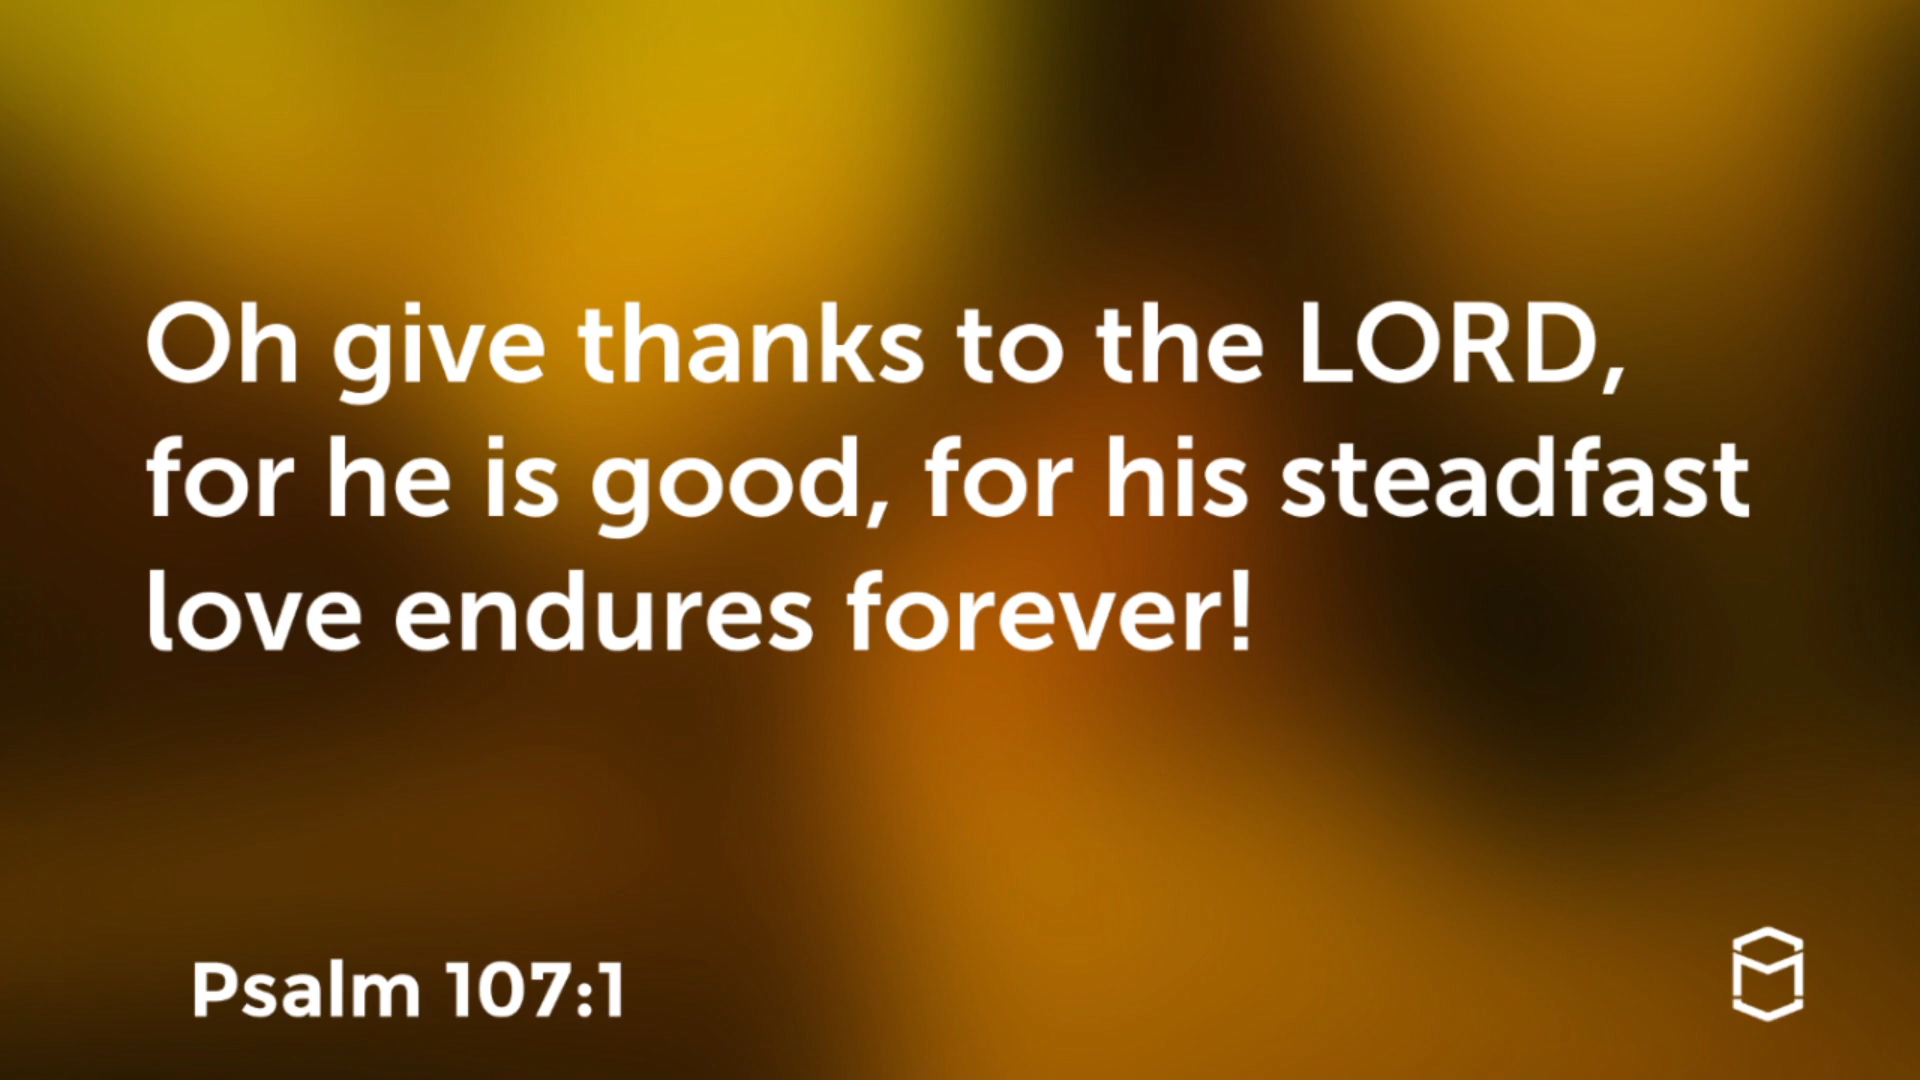 Oh give thanks to the LORD,
for he is good, for his steadfast
love endures forever!
Psalm 107:1